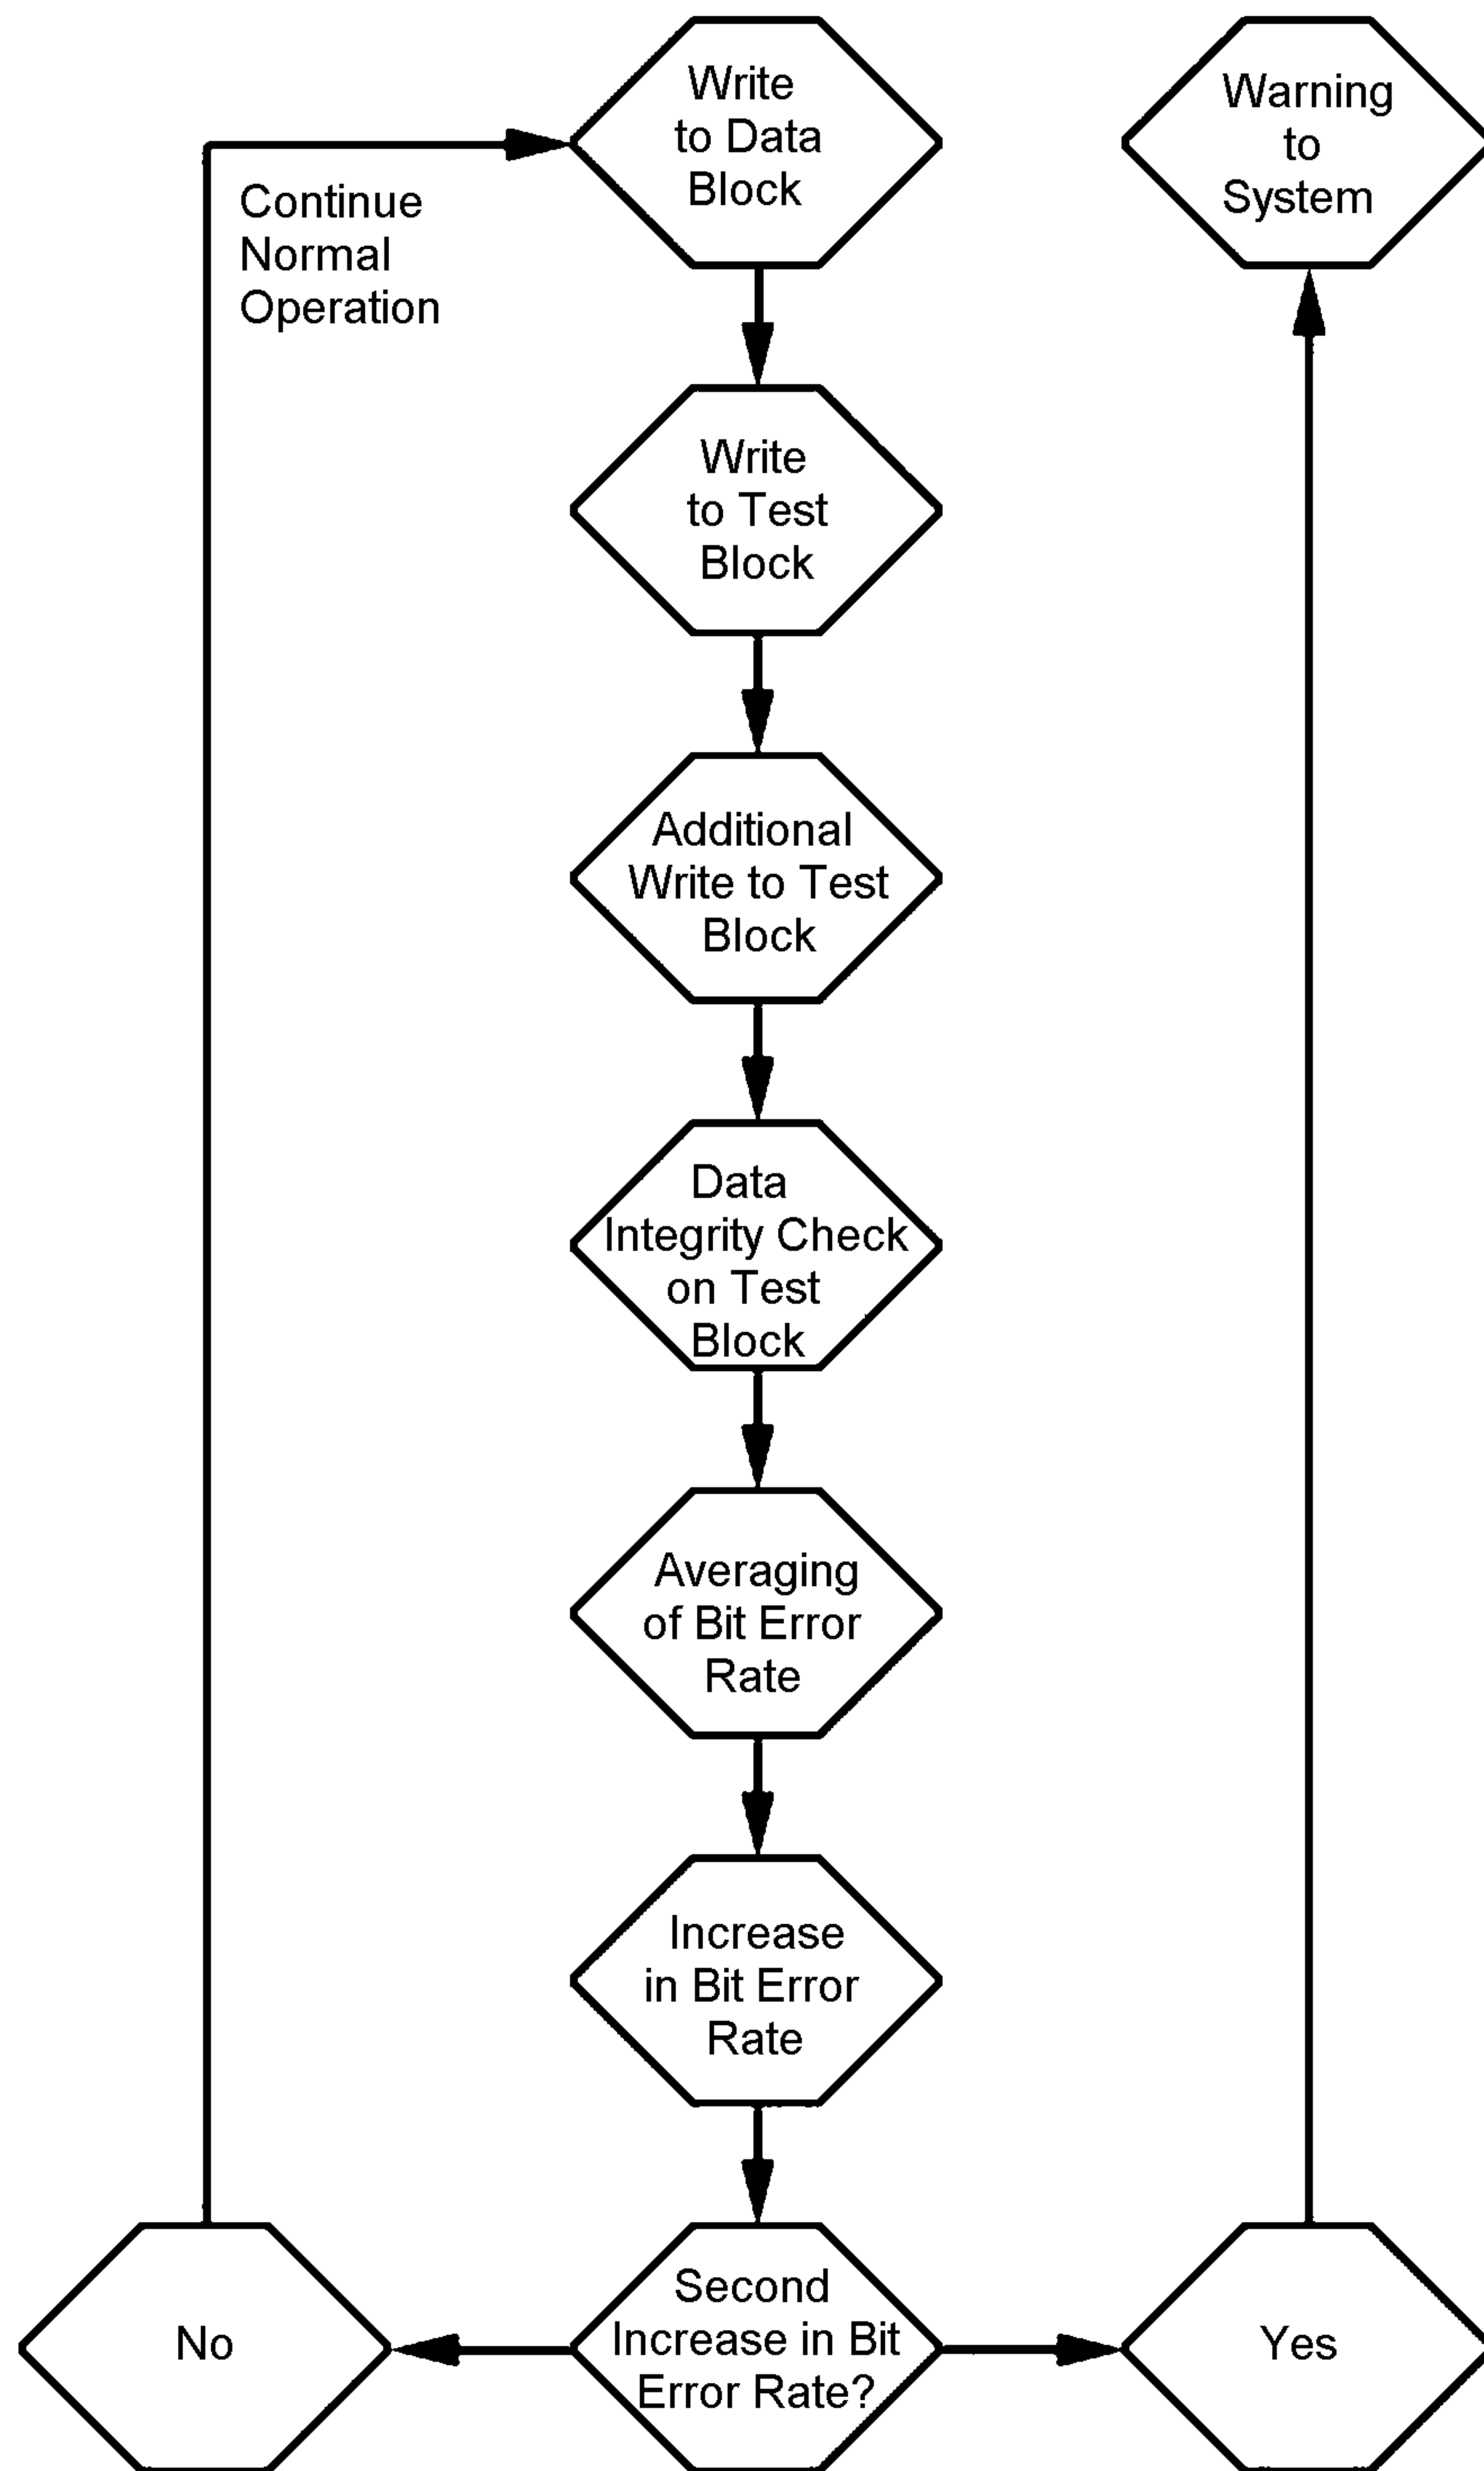 Write
to Data
Block
Warning
to
System
Continue
Normal
Operation
Write
to Test
Block
Additional
Write to Test
Block
Data
Integrity Check
on Test
Block
Averaging
of Bit Error
Rate
Increase
in Bit Error
Rate
No
Second
Increase in Bit
Error Rate?
Yes